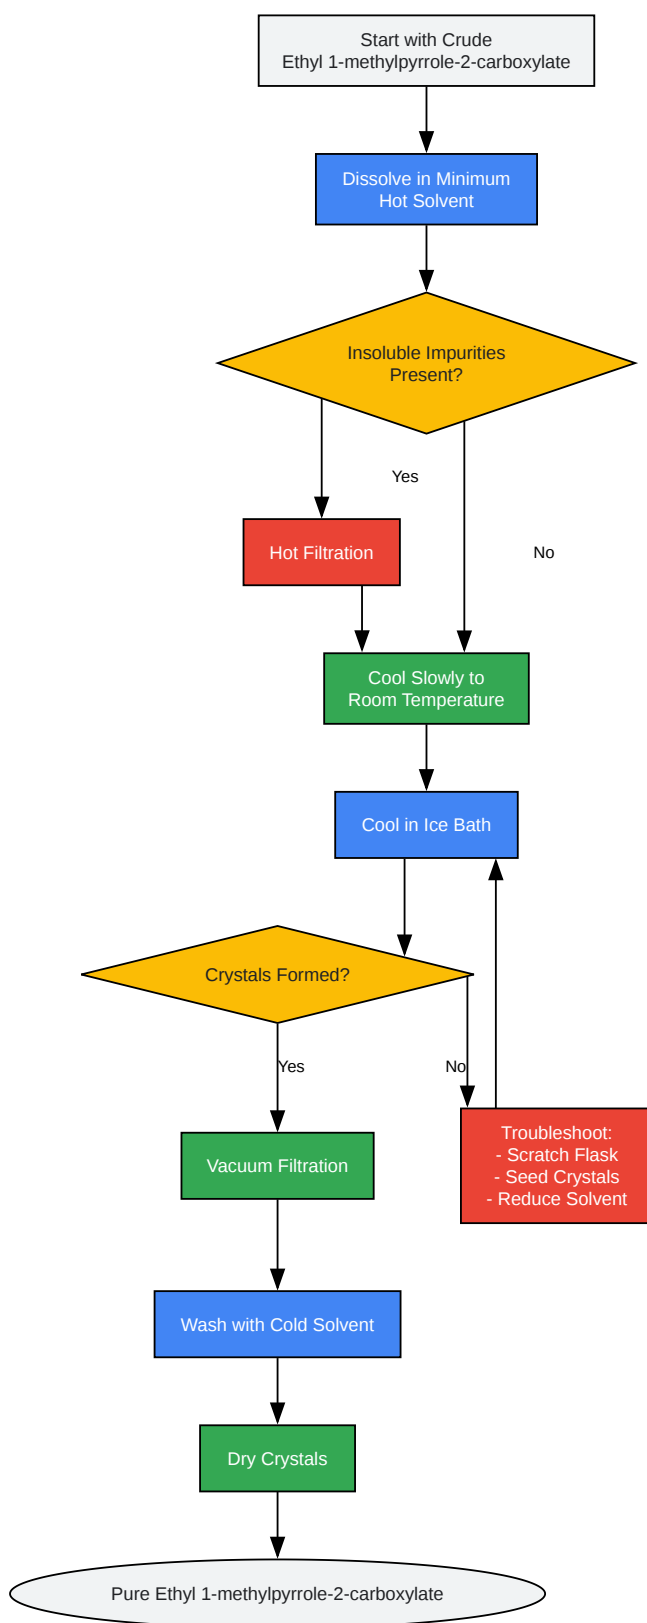 Start with Crude
Ethyl 1-methylpyrrole-2-carboxylate
Dissolve in Minimum
Hot Solvent
Insoluble Impurities
Present?
Yes
Hot Filtration
No
Cool Slowly to
Room Temperature
Cool in Ice Bath
Crystals Formed?
Yes
No
Vacuum Filtration
Troubleshoot:
- Scratch Flask
- Seed Crystals
- Reduce Solvent
Wash with Cold Solvent
Dry Crystals
Pure Ethyl 1-methylpyrrole-2-carboxylate